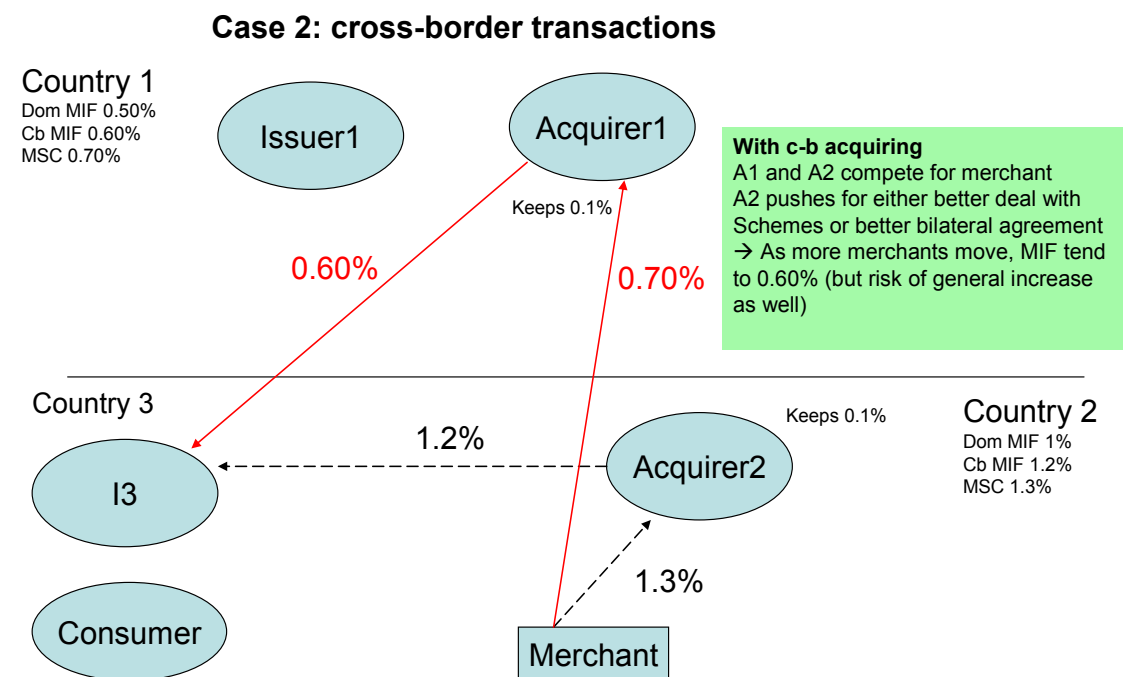 Case 2: cross-border transactions
Country 1
Dom MIF 0.50%
Cb MIF 0.60%
MSC 0.70%
Issuer1
Acquirer1
Keeps 0.1%
With c-b acquiring
A1 and A2 compete for merchant
A2 pushes for either better deal with
Schemes or better bilateral agreement
→ As more merchants move, MIF tend
to 0.60% (but risk of general increase
as well)
0.60%
0.70%
Country 3
I3
Consumer
1.2%
Acquirer2
Keeps 0.1%
Country 2
Dom MIF 1%
Cb MIF 1.2%
MSC 1.3%
1.3%
Merchant